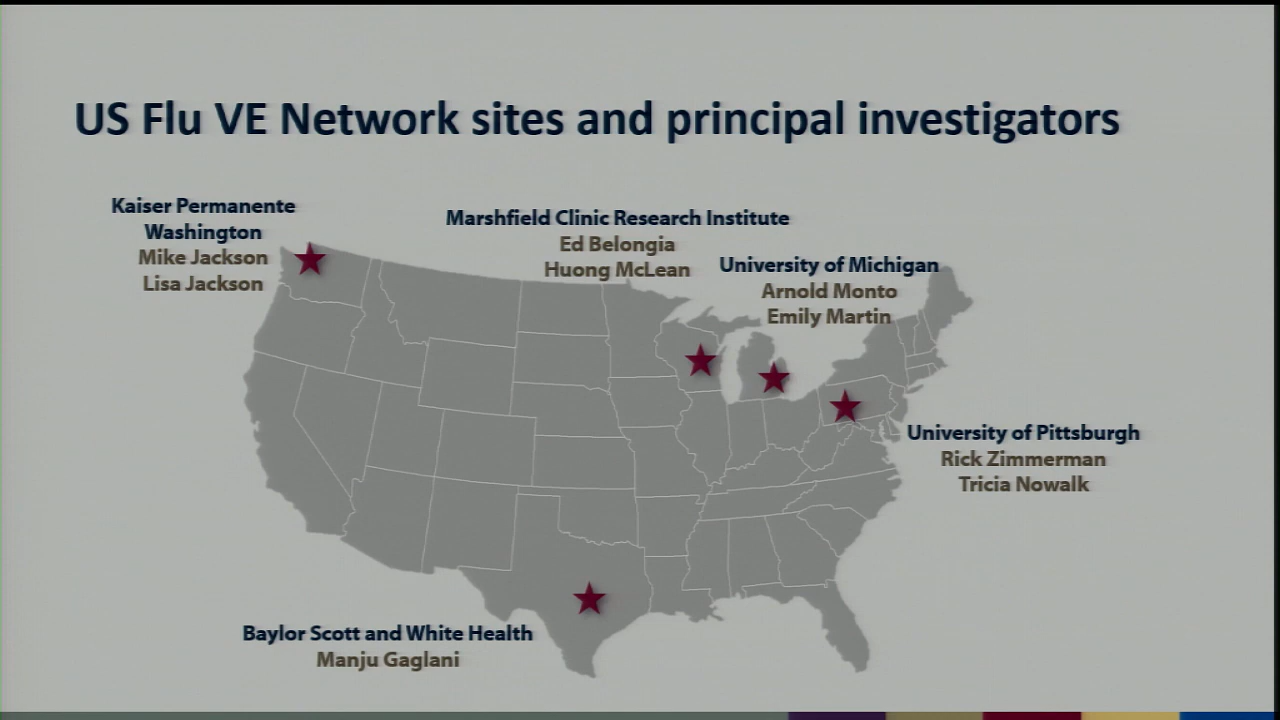 US Flu VE Network sites and principal investigators
Kaiser Permanente
Washington
Mike Jackson
Lisa Jackson
Marshfield Clinic Research Institute
Ed Belongia
Huong McLean
University of Michigan
Arnold Monto
Emily Martin
University of Pittsburgh
Rick Zimmerman
Tricia Nowalk
Baylor Scott and White Health
Manju Gaglani